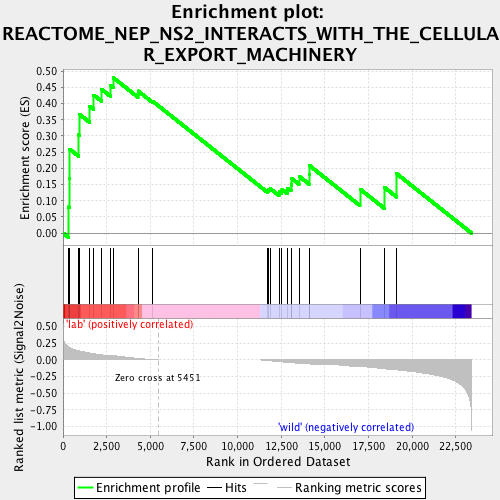 Enrichment plot:
REACTOME_NEP_NS2_INTERACTS_WITH_THE_CELLULA
R_EXPORT_MACHINERY
Enrichment score (ES)
0.50
0.45
0.40
0.35
0.30
0.25
0.20
0.15
0.10
0.05
0.00
Ranked list metric (Signal2Noise)
'lab' (positively correlated)
0.50
0.25
0.00
-0.25
-0.50
-0.75
-1.00
Zero cross at 5451
'wild' (negatively correlated)
0 2,500 5,000 7,500 10,000 12,500 15,000 17,500 20,000 22,500
Rank in Ordered Dataset
Enrichment profile Hits Ranking metric scores